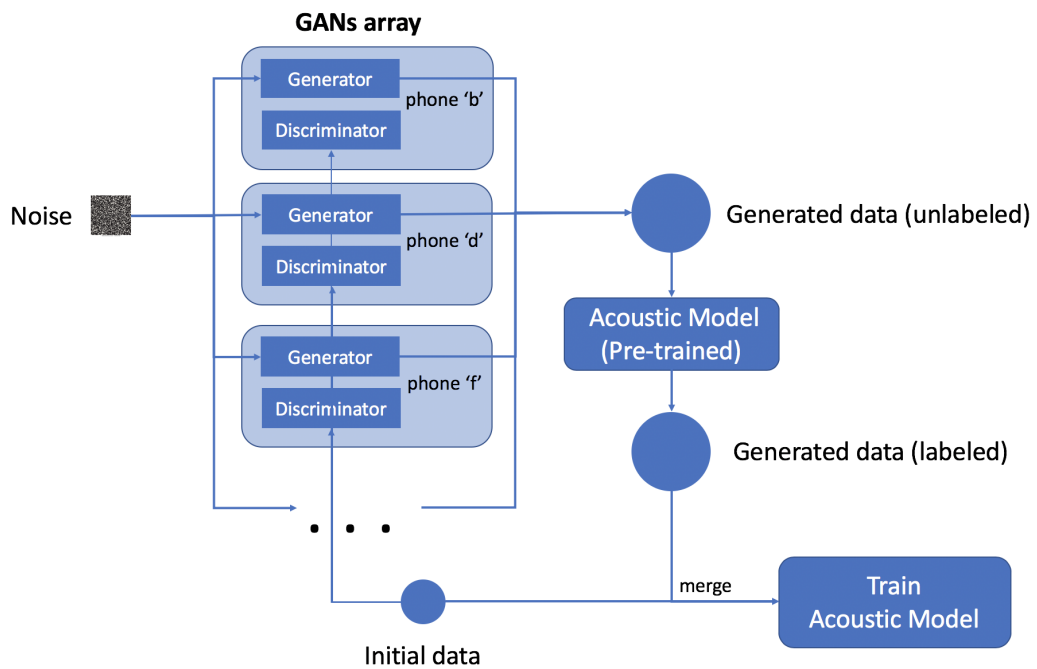 GANs array
Generator
phone ‘b’
Discriminator
Noise
Generator
phone ‘d’
Discriminator
Generated data (unlabeled)
Acoustic Model
(Pre-trained)
Generator
phone ‘f’
Discriminator
Generated data (labeled)
. . .
merge
Train
Acoustic Model
Initial data